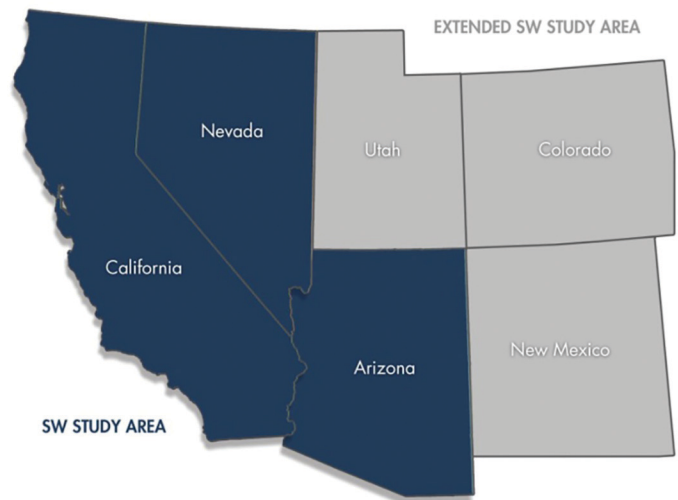 EXTENDED SW STUDY AREA
Nevada
Utah
Colorado
California
New Mexico
Arizona
SW STUDY AREA